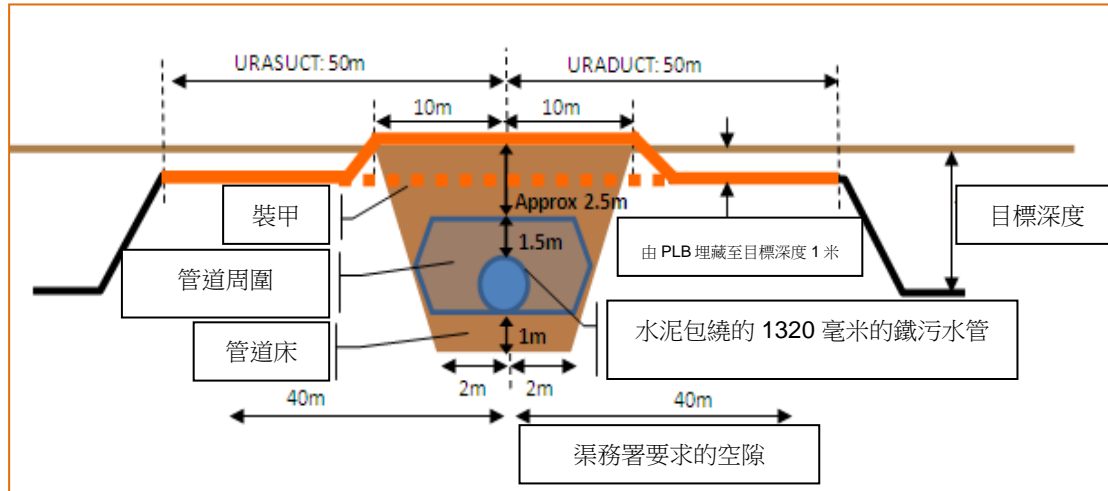 URASUCT: 50m
URADUCT: 50m
10m
10m
裝甲
Approx 2.5m
目標深度
由 PLB 埋藏至目標深度 1 米
1.5m
管道周圍
水泥包繞的 1320 毫米的鐵污水管
管道床
1m
2m
2m
40m
40m
渠務署要求的空隙